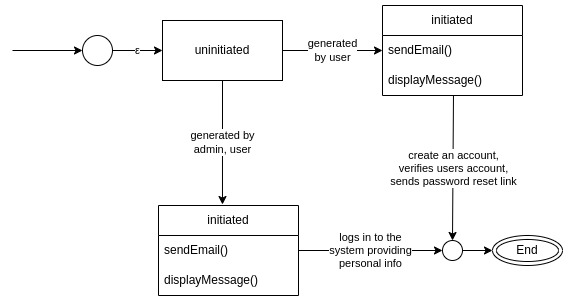 ε
uninitiated
generated
by user
initiated
sendEmail()
displayMessage()
generated by
admin, user
create an account,
verifies users account,
sends password reset link
initiated
sendEmail()
displayMessage()
logs in to the
system providing
personal info
End